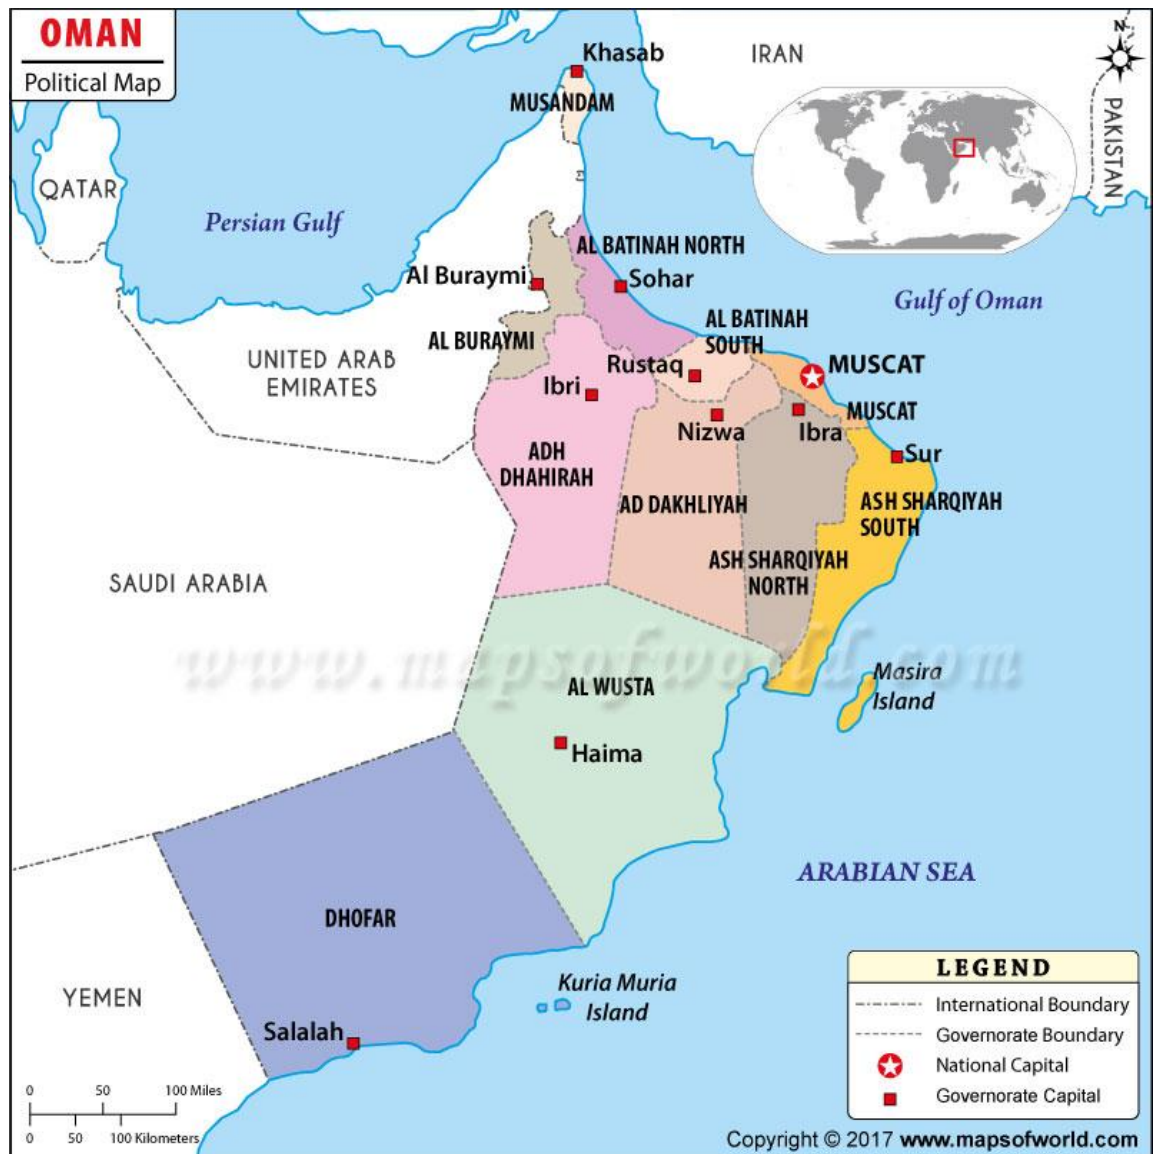 OMAN
Political Map
Khasab
MUSANDAM
IRAN
N
PAKISTAN
QATAR
Persian Gulf
AL BATINAH NORTH
Al Buraymi
Sohar
Gulf of Oman
AL BURAYMI
AL BATINAH
SOUTH
UNITED ARAB
EMIRATES
Rustaq
MUSCAT
Ibri
MUSCAT
Nizwa
Ibra
Sur
ADH
DHAHIRAH
AD DAKHLIYAH
ASH SHARQIYAH
SOUTH
ASH SHARQIYAH
NORTH
SAUDI ARABIA
www.mapsofworld.com
Masira
Island
AL WUSTA
Haima
ARABIAN SEA
DHOFAR
Kuria Muria
Island
YEMEN
Salalah
LEGEND
International Boundary
Governorate Boundary
National Capital
Governorate Capital
0 50 100 Miles
0 50 100 Kilometers
Copyright © 2017 www.mapsofworld.com